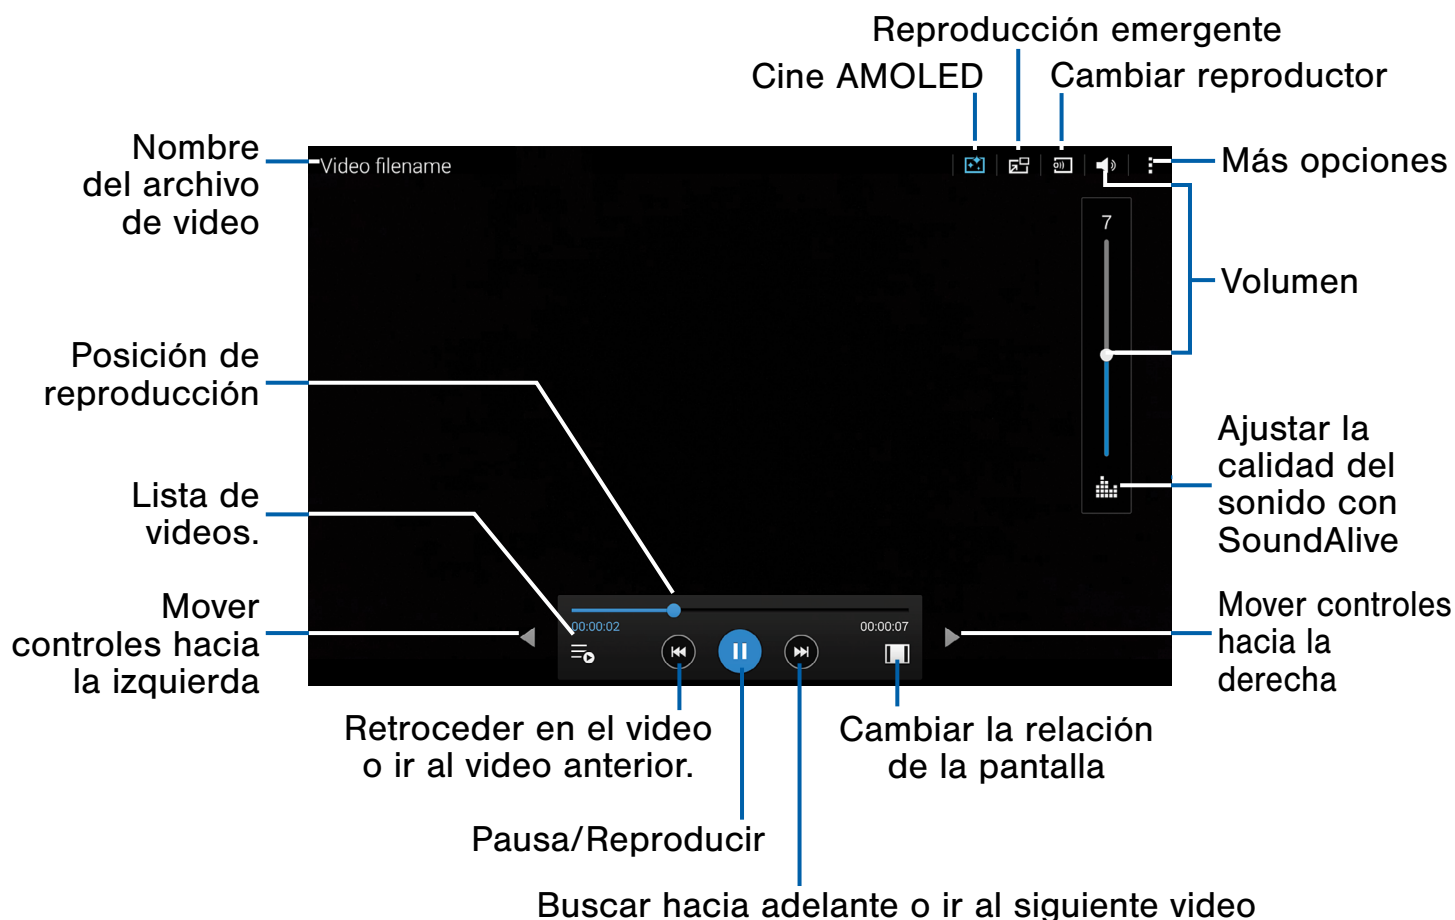 Reproducción emergente
Cine AMOLED
Cambiar reproductor
Nombre
del archivo
de video
Video filename
Más opciones
7
Volumen
Posición de
reproducción
Ajustar la
calidad del
sonido con
SoundAlive
Lista de
videos.
Mover
controles hacia
la izquierda
00:00:02
00:00:07
Mover controles
hacia la
derecha
Retroceder en el video
o ir al video anterior.
Cambiar la relación
de la pantalla
Pausa/Reproducir
Buscar hacia adelante o ir al siguiente video